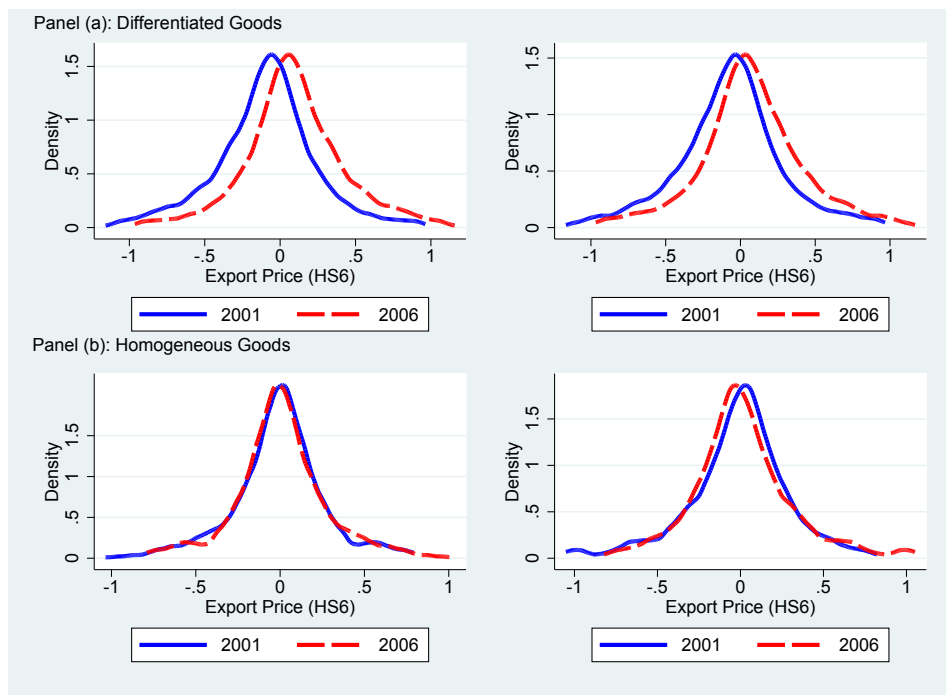 Panel (a): Differentiated Goods
Density
0 .5 1 1.5
-1 -.5 0 .5 1
Export Price (HS6)
2001 2006
Density
0 .5 1 1.5
-1 -.5 0 .5 1
Export Price (HS6)
2001 2006
Panel (b): Homogeneous Goods
Density
0 .5 1 1.5
-1 -.5 0 .5 1
Export Price (HS6)
2001 2006
Density
0 .5 1 1.5
-1 -.5 0 .5 1
Export Price (HS6)
2001 2006